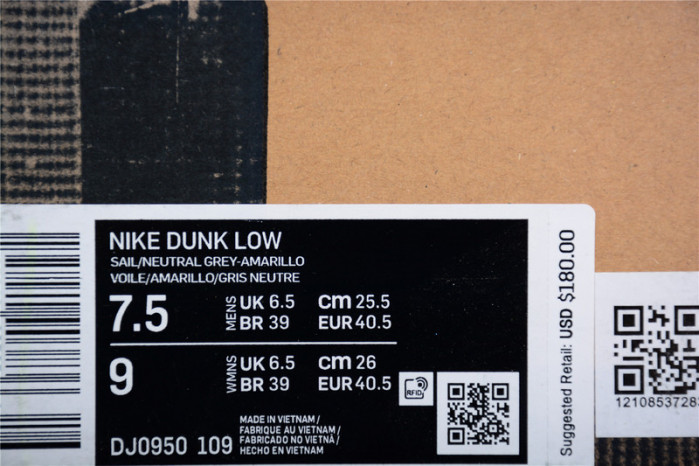 NIKE DUNK LOW
SAIL/NEUTRAL GREY-AMARILLO
VOILE/AMARILLO/GRIS NEUTRE
7.5 MENS UK 6.5 cm 25.5
BR 39 EUR 40.5
9 WMNS UK 6.5 cm 26
BR 39 EUR 40.5
RFID
MADE IN VIETNAM /
FABRIQUE AU VIETNAM /
FABRICADO NO VIETNÃ /
HECHO EN VIETNAM
DJ0950 109
Suggested Retail: USD $180.00